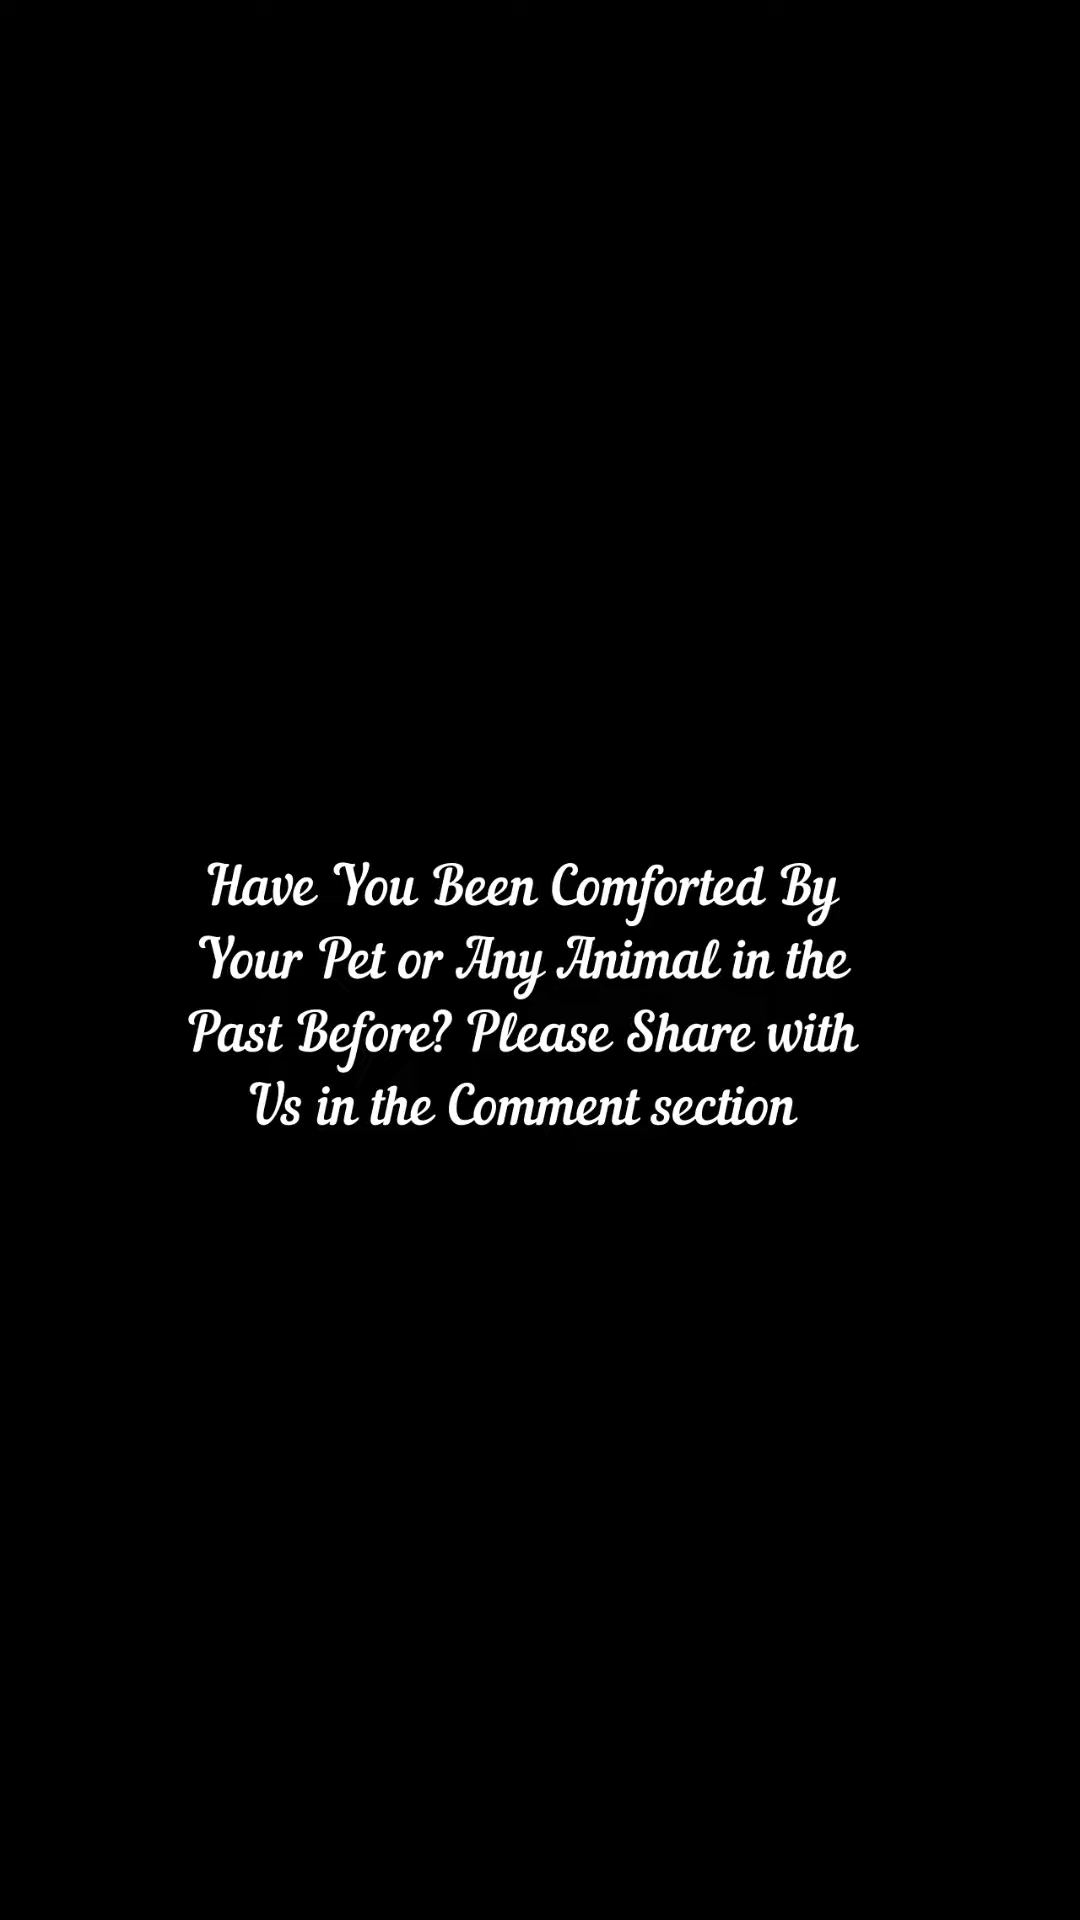 Have You Been Comforted By
Your Pet or Any Animal in the
Past Before? Please Share with
Us in the Comment section